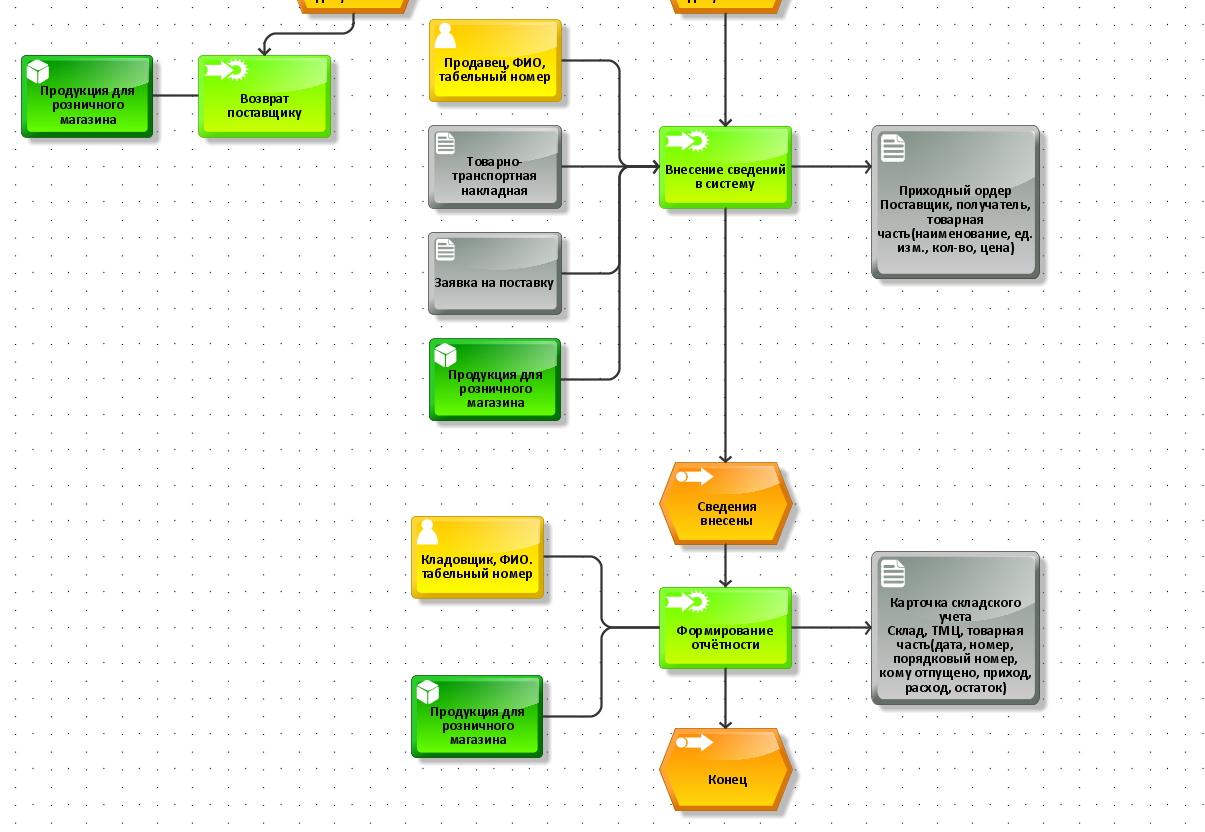 Продукция для
розничного
магазина
Возврат
поставщику
Продавец, ФИО,
табельный номер
Товарно-
транспортная
накладная
Заявка на поставку
Продукция для
розничного
магазина
Внесение сведений
в систему
Приходный ордер
Поставщик, получатель,
товарная
часть(наименование, ед.
изм., кол-во, цена)
Сведения
внесены
Кладовщик, ФИО.
табельный номер
Продукция для
розничного
магазина
Формирование
отчётности
Карточка складского
учета
Склад, ТМЦ, товарная
часть(дата, номер,
порядковый номер,
кому отпущено, приход,
расход, остаток)
Конец